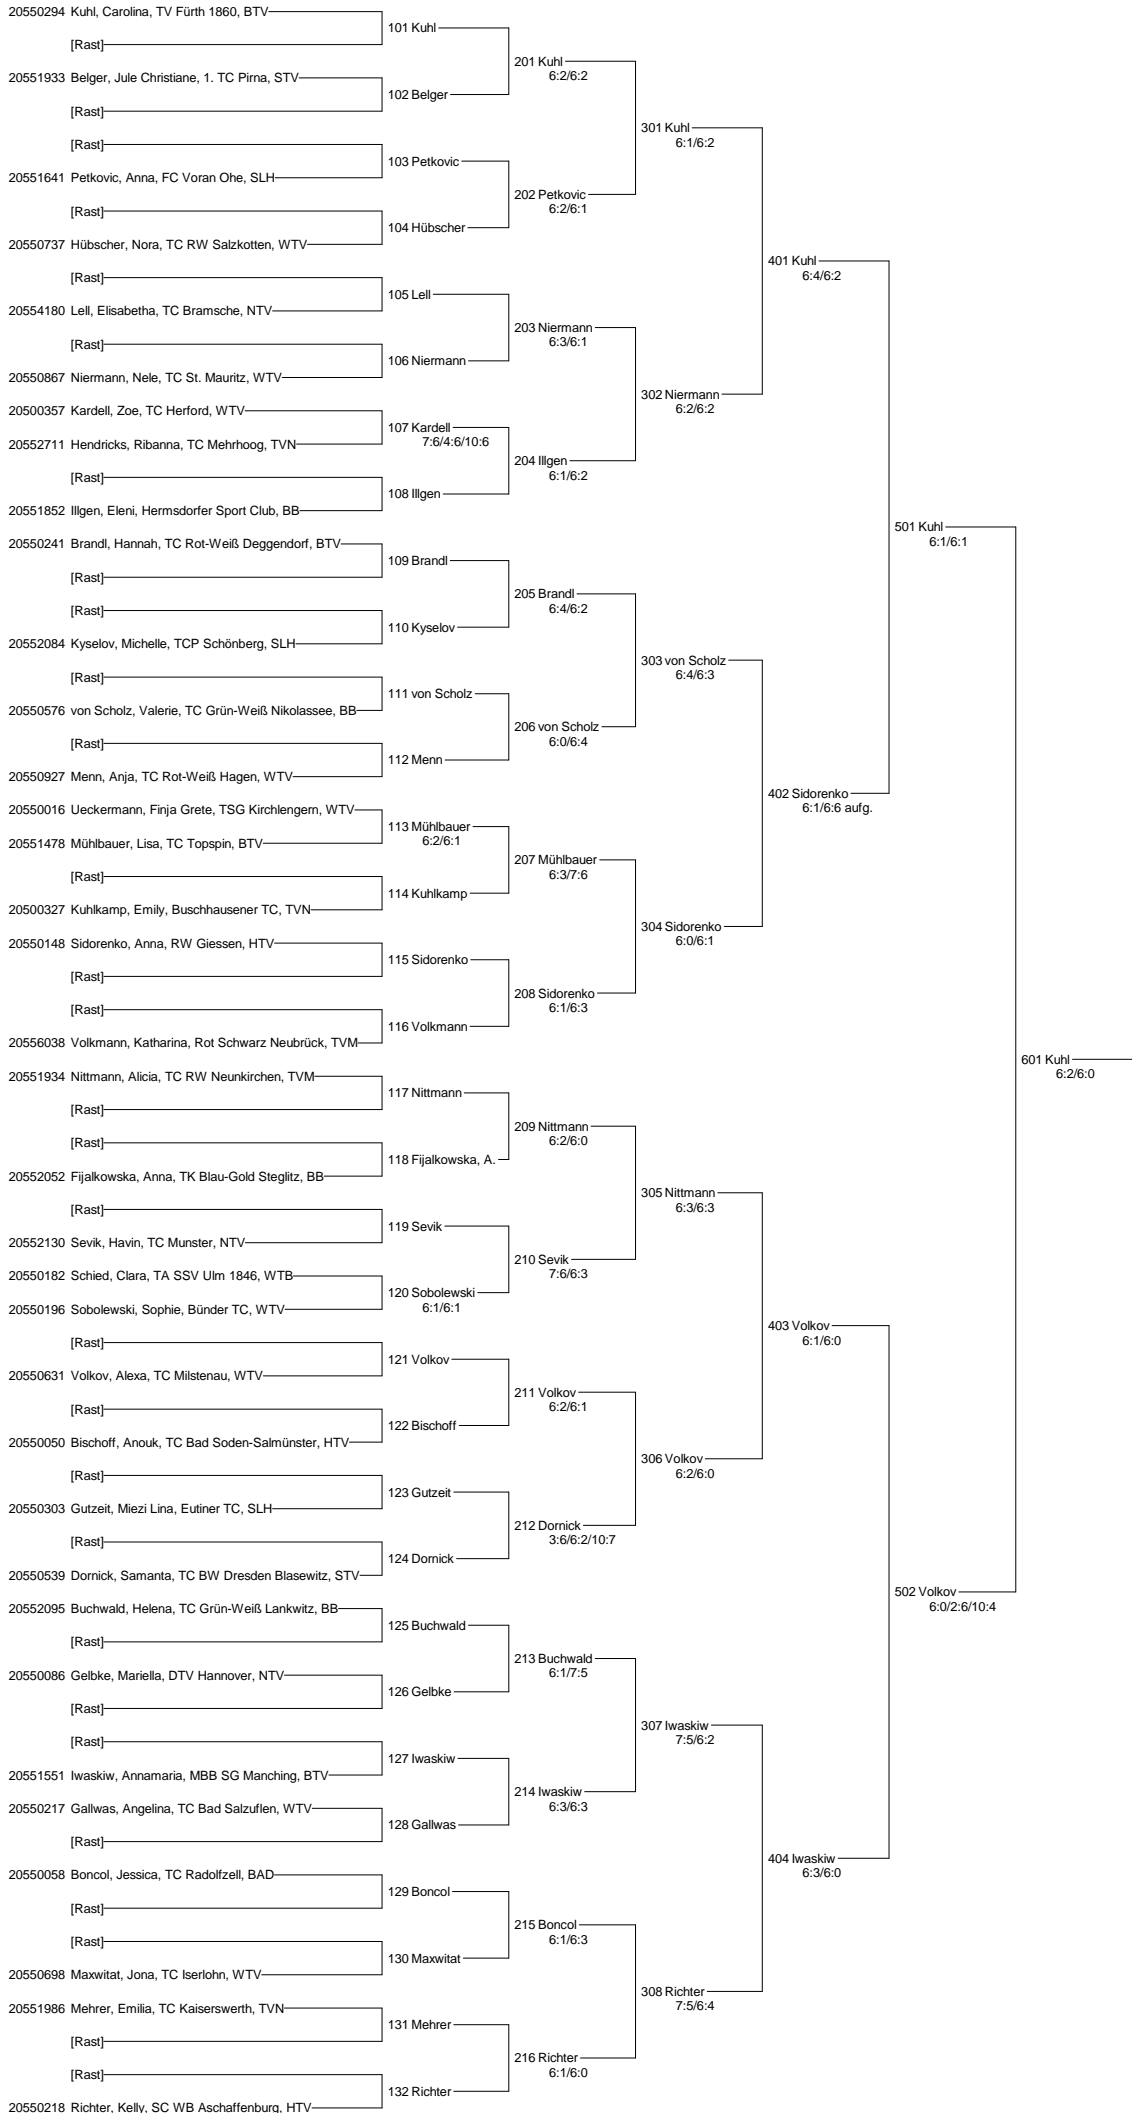 20550294 Kuhl, Carolina, TV Fürth 1860, BTV
101 Kuhl
[Rast]
201 Kuhl
6:2/6:2
20551933 Belger, Jule Christiane, 1. TC Pirna, STV
102 Belger
[Rast]
301 Kuhl
6:1/6:2
[Rast]
103 Petkovic
20551641 Petkovic, Anna, FC Voran Ohe, SLH
202 Petkovic
6:2/6:1
[Rast]
104 Hübscher
20550737 Hübscher, Nora, TC RW Salzkotten, WTV
401 Kuhl
6:4/6:2
[Rast]
105 Lell
20554180 Lell, Elisabetha, TC Bramsche, NTV
203 Niermann
6:3/6:1
[Rast]
106 Niermann
20550867 Niermann, Nele, TC St. Mauritz, WTV
302 Niermann
6:2/6:2
20500357 Kardell, Zoe, TC Herford, WTV
107 Kardell
7:6/4:6/10:6
20552711 Hendricks, Ribanna, TC Mehrhoog, TVN
204 Illgen
6:1/6:2
[Rast]
108 Illgen
20551852 Illgen, Eleni, Hermsdorfer Sport Club, BB
501 Kuhl
6:1/6:1
20550241 Brandl, Hannah, TC Rot-Weiß Deggendorf, BTV
109 Brandl
[Rast]
205 Brandl
6:4/6:2
[Rast]
110 Kyselov
20552084 Kyselov, Michelle, TCP Schönberg, SLH
303 von Scholz
6:4/6:3
[Rast]
111 von Scholz
20550576 von Scholz, Valerie, TC Grün-Weiß Nikolassee, BB
206 von Scholz
6:0/6:4
[Rast]
112 Menn
20550927 Menn, Anja, TC Rot-Weiß Hagen, WTV
402 Sidorenko
6:1/6:6 aufg.
20550016 Ueckermann, Finja Grete, TSG Kirchlengern, WTV
113 Mühlbauer
6:2/6:1
20551478 Mühlbauer, Lisa, TC Topspin, BTV
207 Mühlbauer
6:3/7:6
[Rast]
114 Kuhlkamp
20500327 Kuhlkamp, Emily, Buschhausener TC, TVN
304 Sidorenko
6:0/6:1
20550148 Sidorenko, Anna, RW Giessen, HTV
115 Sidorenko
[Rast]
208 Sidorenko
6:1/6:3
[Rast]
116 Volkmann
20556038 Volkmann, Katharina, Rot Schwarz Neubrück, TVM
601 Kuhl
6:2/6:0
20551934 Nittmann, Alicia, TC RW Neunkirchen, TVM
117 Nittmann
[Rast]
209 Nittmann
6:2/6:0
[Rast]
118 Fijalkowska, A.
20552052 Fijalkowska, Anna, TK Blau-Gold Steglitz, BB
305 Nittmann
6:3/6:3
[Rast]
119 Sevik
20552130 Sevik, Havin, TC Munster, NTV
210 Sevik
7:6/6:3
20550182 Schied, Clara, TA SSV Ulm 1846, WTB
120 Sobolewski
6:1/6:1
20550196 Sobolewski, Sophie, Bünder TC, WTV
403 Volkov
6:1/6:0
[Rast]
121 Volkov
20550631 Volkov, Alexa, TC Milstenau, WTV
211 Volkov
6:2/6:1
[Rast]
122 Bischoff
20550050 Bischoff, Anouk, TC Bad Soden-Salmünster, HTV
306 Volkov
6:2/6:0
[Rast]
123 Gutzeit
20550303 Gutzeit, Miezi Lina, Eutiner TC, SLH
212 Dornick
3:6/6:2/10:7
[Rast]
124 Dornick
20550539 Dornick, Samanta, TC BW Dresden Blasewitz, STV
502 Volkov
6:0/2:6/10:4
20552095 Buchwald, Helena, TC Grün-Weiß Lankwitz, BB
125 Buchwald
[Rast]
213 Buchwald
6:1/7:5
20550086 Gelbke, Mariella, DTV Hannover, NTV
126 Gelbke
[Rast]
307 Iwaskiw
7:5/6:2
[Rast]
127 Iwaskiw
20551551 Iwaskiw, Annamaria, MBB SG Manching, BTV
214 Iwaskiw
6:3/6:3
20550217 Gallwas, Angelina, TC Bad Salzuflen, WTV
128 Gallwas
[Rast]
404 Iwaskiw
6:3/6:0
20550058 Boncol, Jessica, TC Radolfzell, BAD
129 Boncol
[Rast]
215 Boncol
6:1/6:3
[Rast]
130 Maxwitat
20550698 Maxwitat, Jona, TC Iserlohn, WTV
308 Richter
7:5/6:4
20551986 Mehrer, Emilia, TC Kaiserswerth, TVN
131 Mehrer
[Rast]
216 Richter
6:1/6:0
[Rast]
132 Richter
20550218 Richter, Kelly, SC WB Aschaffenburg, HTV